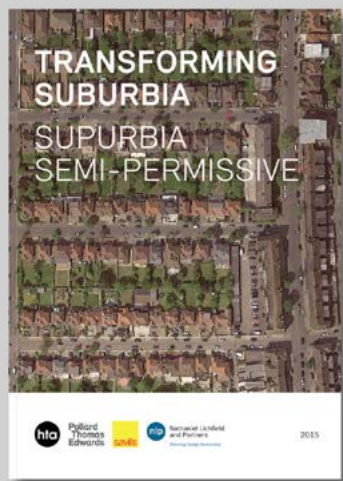 TRANSFORMING
SUBURBIA
SUPURBIA
SEMI-PERMISSIVE
hta
Pollard
Thomas
Edwards
savills
nlp
Nathaniel Lichfield
and Partners
2015